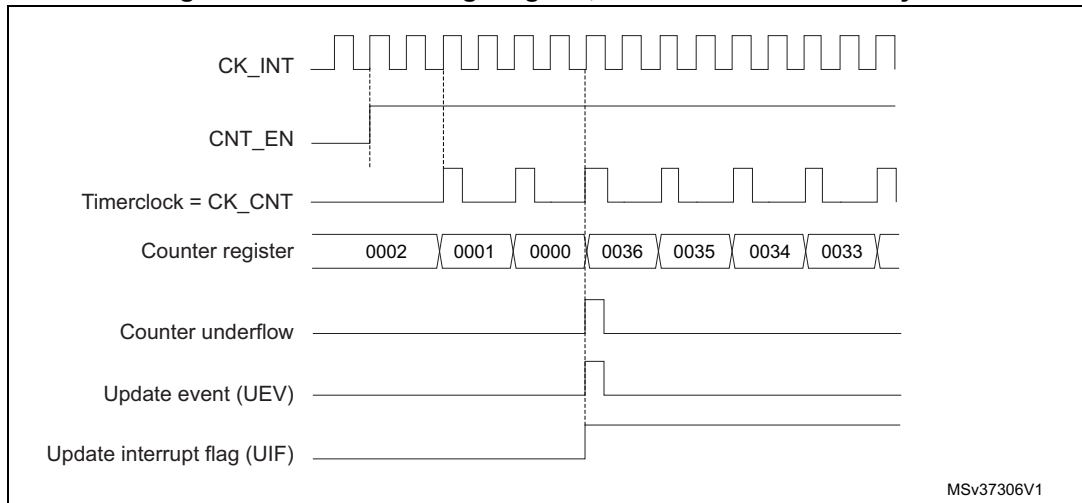 CK_INT
CNT_EN
Timerclock = CK_CNT
Counter register 0002 0001 0000 0036 0035 0034 0033
Counter underflow
Update event (UEV)
Update interrupt flag (UIF)
MSv37306V1